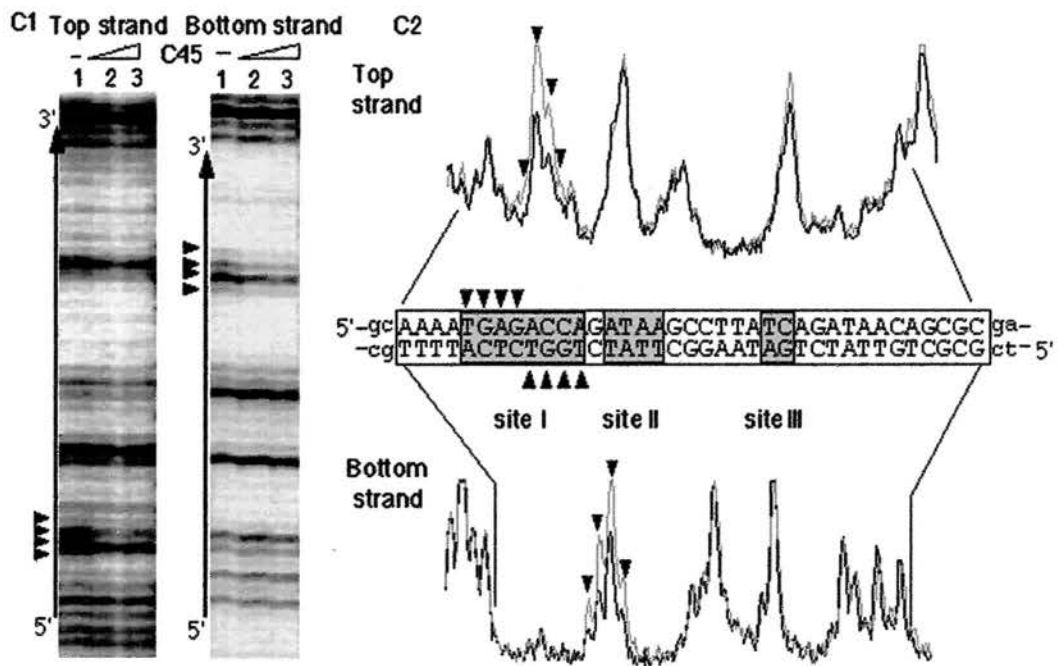 C1 Top strand Bottom strand C2
– C45 –
1 2 3 1 2 3
Top
strand
3'
3'
5'-gc AAAATGAGACCAGATAAGCCTTATCAGATAACAGCGC ga-
-cg TTTTACTCTGGTCTATTCGGAATAGTCTATTGTCGCG ct-5'
site I site II site III
Bottom
strand
5'
5'